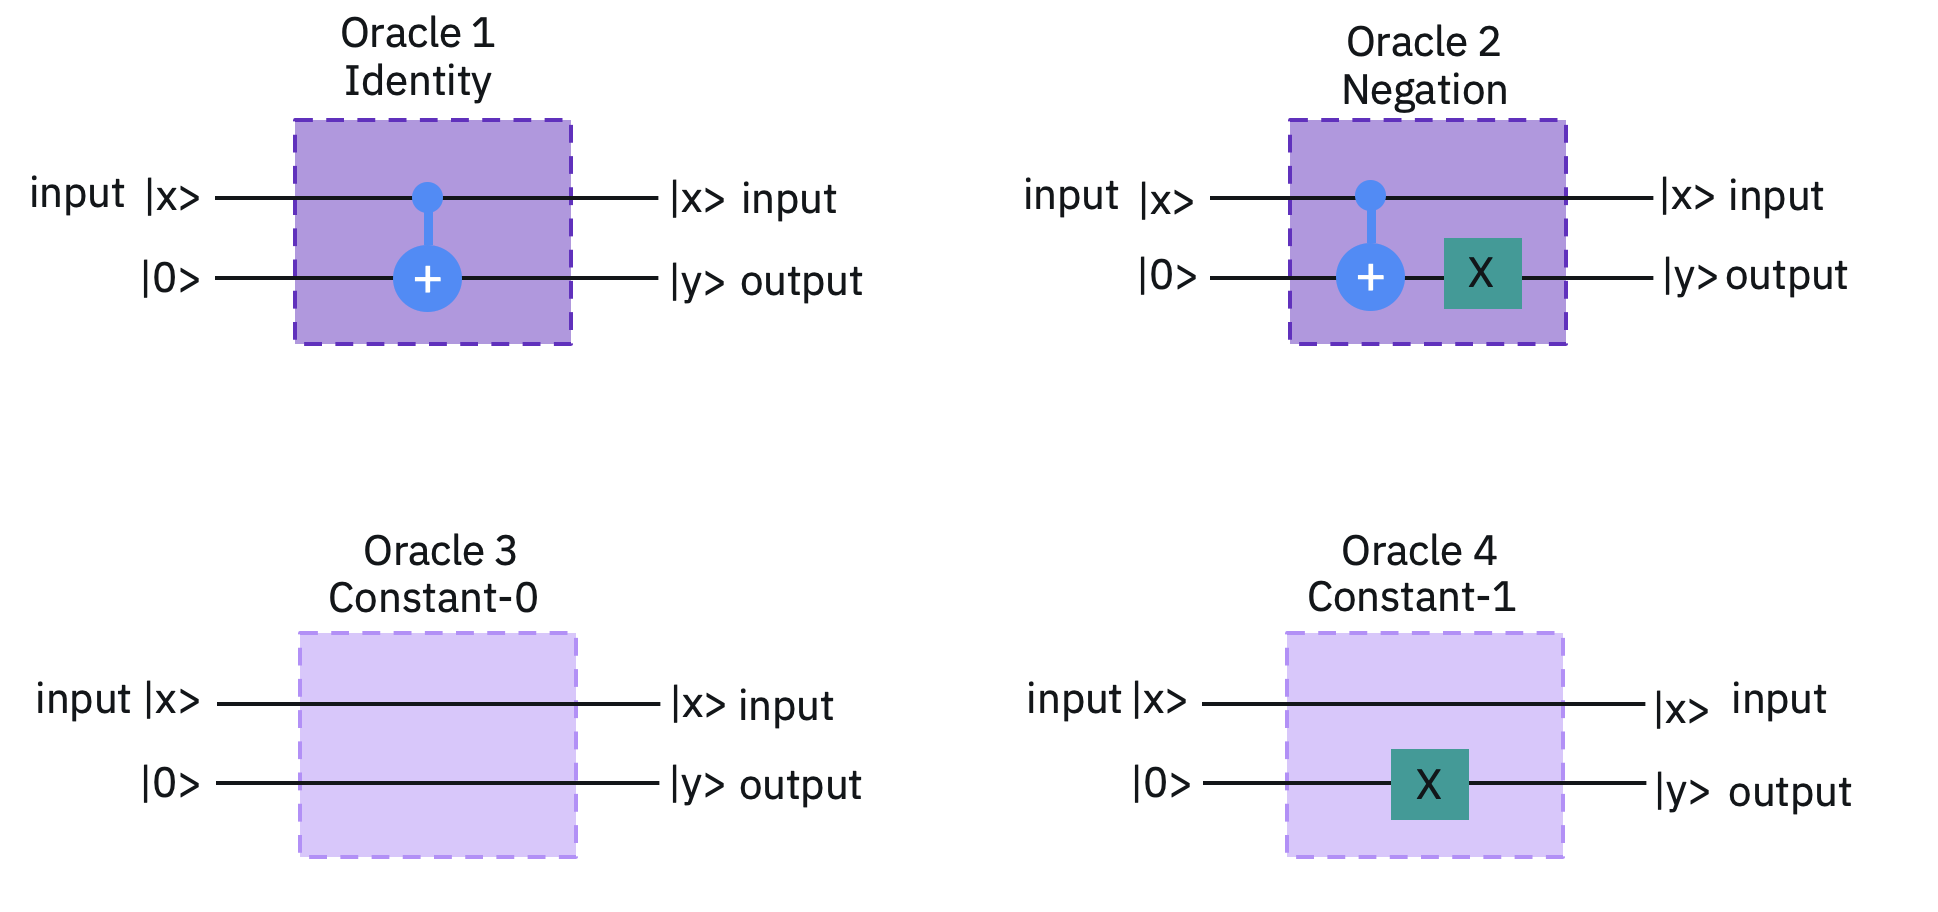 Oracle 1
Identity
input |x> |x> input
|0> + |y> output
Oracle 2
Negation
input |x> |x> input
|0> + X |y> output
Oracle 3
Constant-0
input |x> |x> input
|0> |y> output
Oracle 4
Constant-1
input |x> |x> input
|0> X |y> output